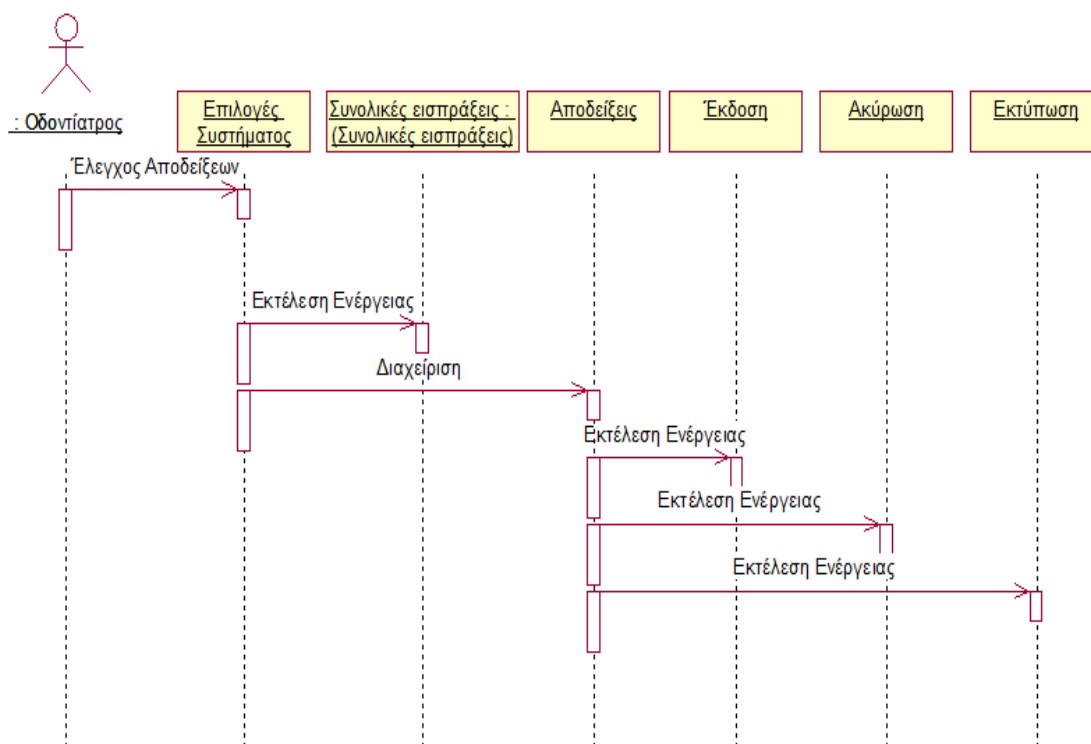 : Οδοντίατρος
Επιλογές
Συστήματος
Συνολικές εισπράξεις :
(Συνολικές εισπράξεις)
Αποδείξεις
Έκδοση
Ακύρωση
Εκτύπωση
Έλεγχος Αποδείξεων
Εκτέλεση Ενέργειας
Διαχείριση
Εκτέλεση Ενέργειας
Εκτέλεση Ενέργειας
Εκτέλεση Ενέργειας